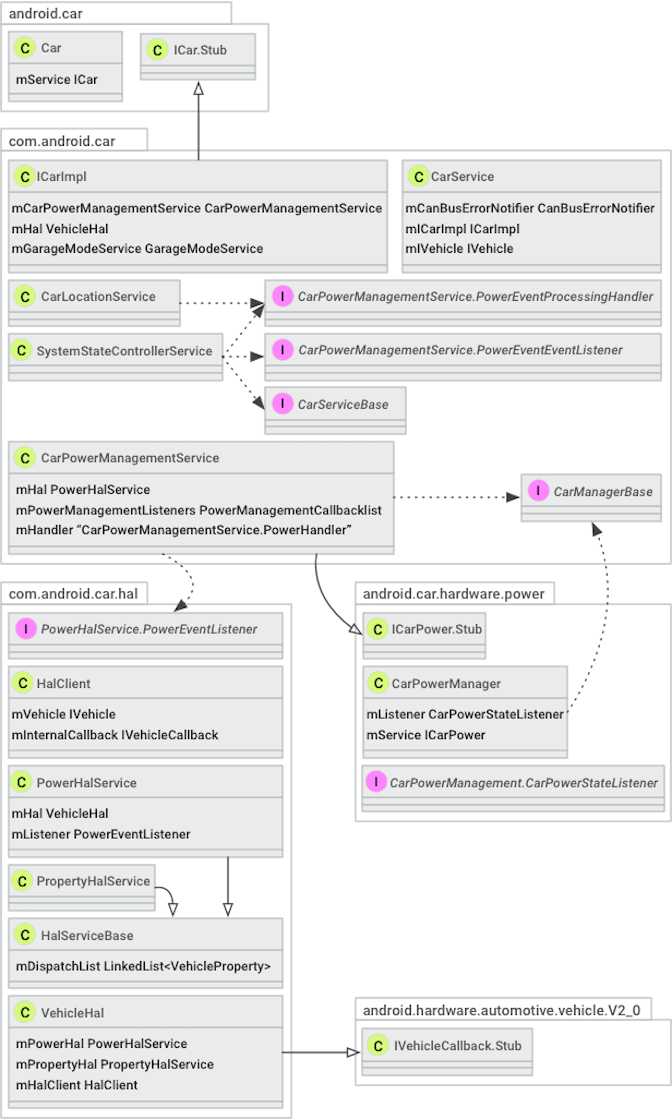 android.car
C Car
mService ICar
C ICar.Stub
com.android.car
C ICarImpl
mCarPowerManagementService CarPowerManagementService
mHal VehicleHal
mGarageModeService GarageModeService
C CarService
mCanBusErrorNotifier CanBusErrorNotifier
mICarImpl ICarImpl
mIVehicle IVehicle
C CarLocationService
I CarPowerManagementService.PowerEventProcessingHandler
C SystemStateControllerService
I CarPowerManagementService.PowerEventEventListener
I CarServiceBase
C CarPowerManagementService
mHal PowerHalService
mPowerManagementListeners PowerManagementCallbacklist
mHandler “CarPowerManagementService.PowerHandler”
I CarManagerBase
com.android.car.hal
I PowerHalService.PowerEventListener
C HalClient
mVehicle IVehicle
mInternalCallback IVehicleCallback
C PowerHalService
mHal VehicleHal
mListener PowerEventListener
C PropertyHalService
C HalServiceBase
mDispatchList LinkedList<VehicleProperty>
C VehicleHal
mPowerHal PowerHalService
mPropertyHal PropertyHalService
mHalClient HalClient
android.car.hardware.power
C ICarPower.Stub
C CarPowerManager
mListener CarPowerStateListener
mService ICarPower
I CarPowerManagement.CarPowerStateListener
android.hardware.automotive.vehicle.V2_0
C IVehicleCallback.Stub